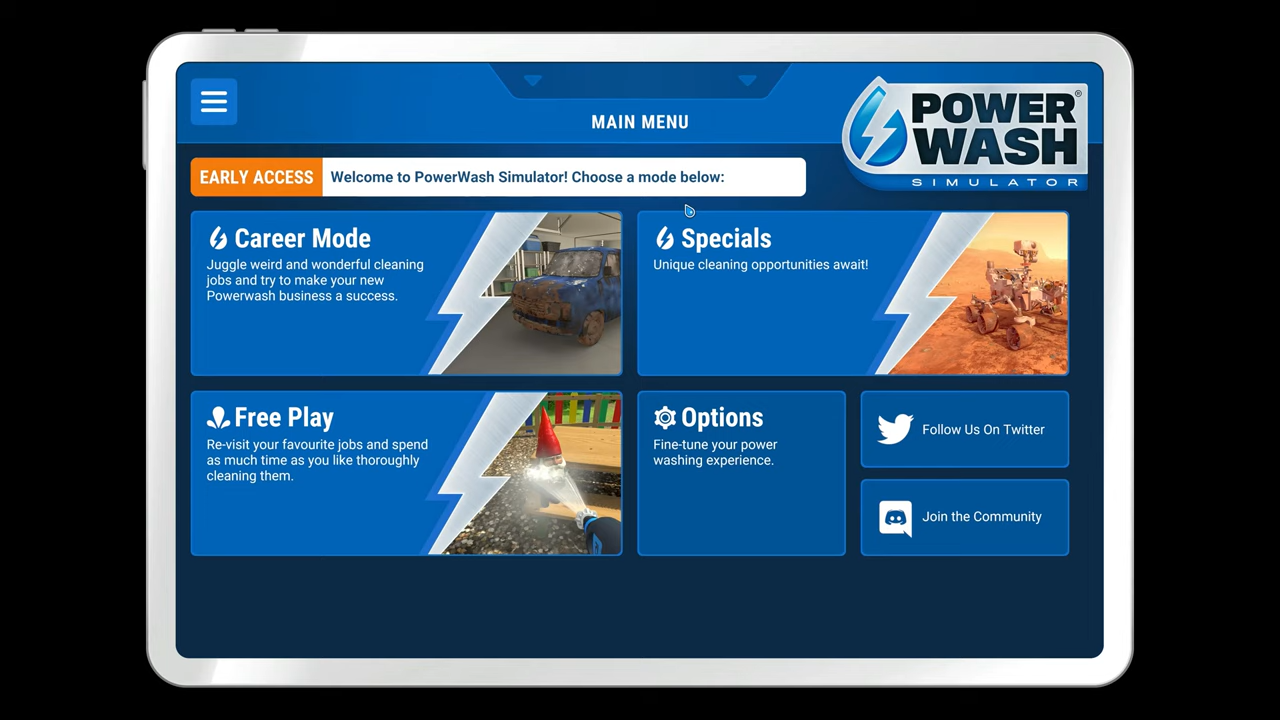 MAIN MENU
POWER®
WASH
SIMULATOR
EARLY ACCESS Welcome to PowerWash Simulator! Choose a mode below:
Career Mode
Juggle weird and wonderful cleaning
jobs and try to make your new
Powerwash business a success.
Specials
Unique cleaning opportunities await!
Free Play
Re-visit your favourite jobs and spend
as much time as you like thoroughly
cleaning them.
Options
Fine-tune your power
washing experience.
Follow Us On Twitter
Join the Community